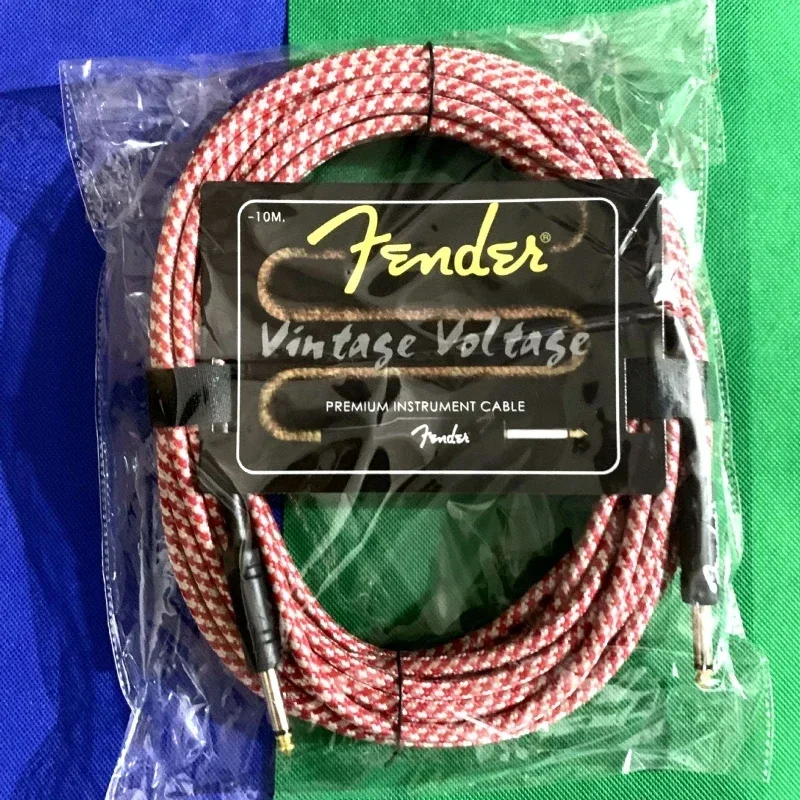 -10M.
Fender®
Vintage Voltage
PREMIUM INSTRUMENT CABLE
Fender